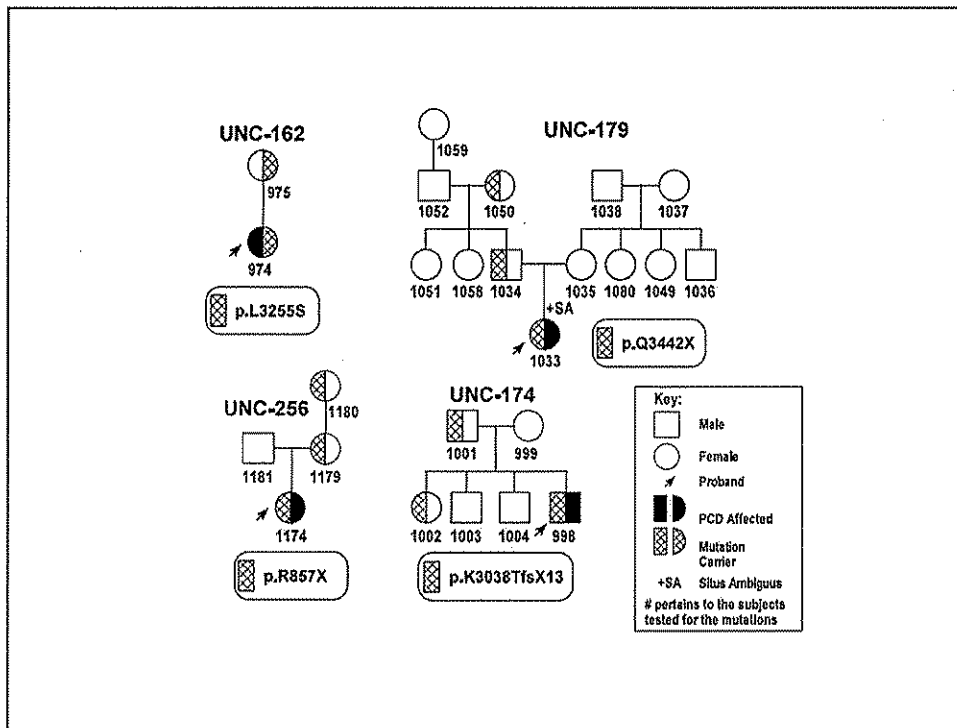 UNC-162
975
974
p.L3255S
UNC-179
1059
1052
1050
1038
1037
1051
1058
1034
1035
1080
1049
1036
+SA
1033
p.Q3442X
UNC-256
1180
1181
1179
1174
p.R857X
UNC-174
1001
999
1002
1003
1004
998
p.K3038TfsX13
Key:
Male
Female
Proband
PCD Affected
Mutation
Carrier
+SA Situs Ambiguus
# pertains to the subjects
tested for the mutations